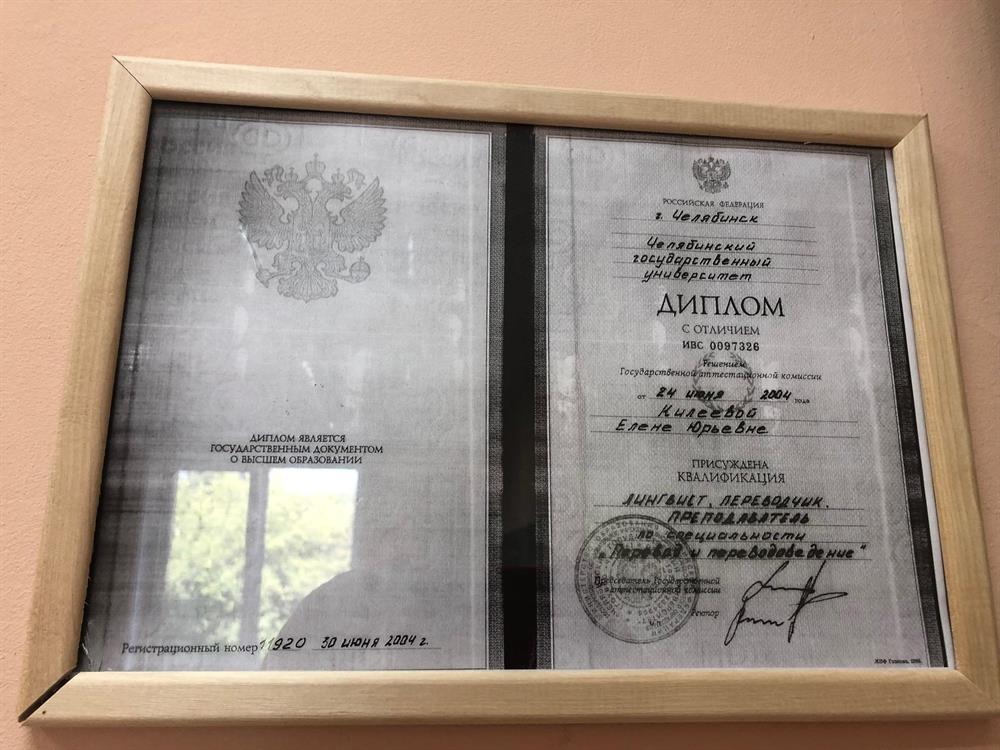 ДИПЛОМ ЯВЛЯЕТСЯ
ГОСУДАРСТВЕННЫМ ДОКУМЕНТОМ
О ВЫСШЕМ ОБРАЗОВАНИИ
Регистрационный номер 11920 30 июня 2004 г.
РОССИЙСКАЯ ФЕДЕРАЦИЯ
г. Челябинск
Челябинский
государственный
университет
ДИПЛОМ
С ОТЛИЧИЕМ
ИВС 0097326
Решением
Государственной аттестационной комиссии
от 24 июня 2004 года
Килеевой
Елене Юрьевне
ПРИСУЖДЕНА
КВАЛИФИКАЦИЯ
ЛИНГВИСТ, ПЕРЕВОДЧИК.
ПРЕПОДАВАТЕЛЬ
по специальности
"Перевод и переводоведение"
Председатель Государственной
аттестационной комиссии
Ректор
М.П.